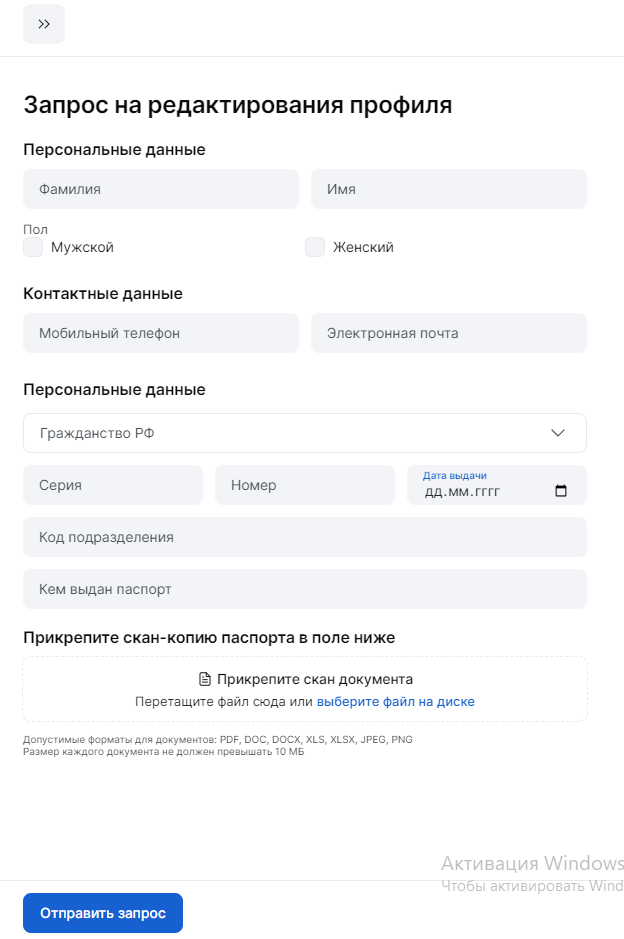 Запрос на редактирования профиля
Персональные данные
Фамилия Имя
Пол
Мужской Женский
Контактные данные
Мобильный телефон Электронная почта
Персональные данные
Гражданство РФ
Серия Номер Дата выдачи
дд.мм.гггг
Код подразделения
Кем выдан паспорт
Прикрепите скан-копию паспорта в поле ниже
Прикрепите скан документа
Перетащите файл сюда или выберите файл на диске
Допустимые форматы для документов: PDF, DOC, DOCX, XLS, XLSX, JPEG, PNG
Размер каждого документа не должен превышать 10 МБ
Активация Windows
Чтобы активировать Wind
Отправить запрос